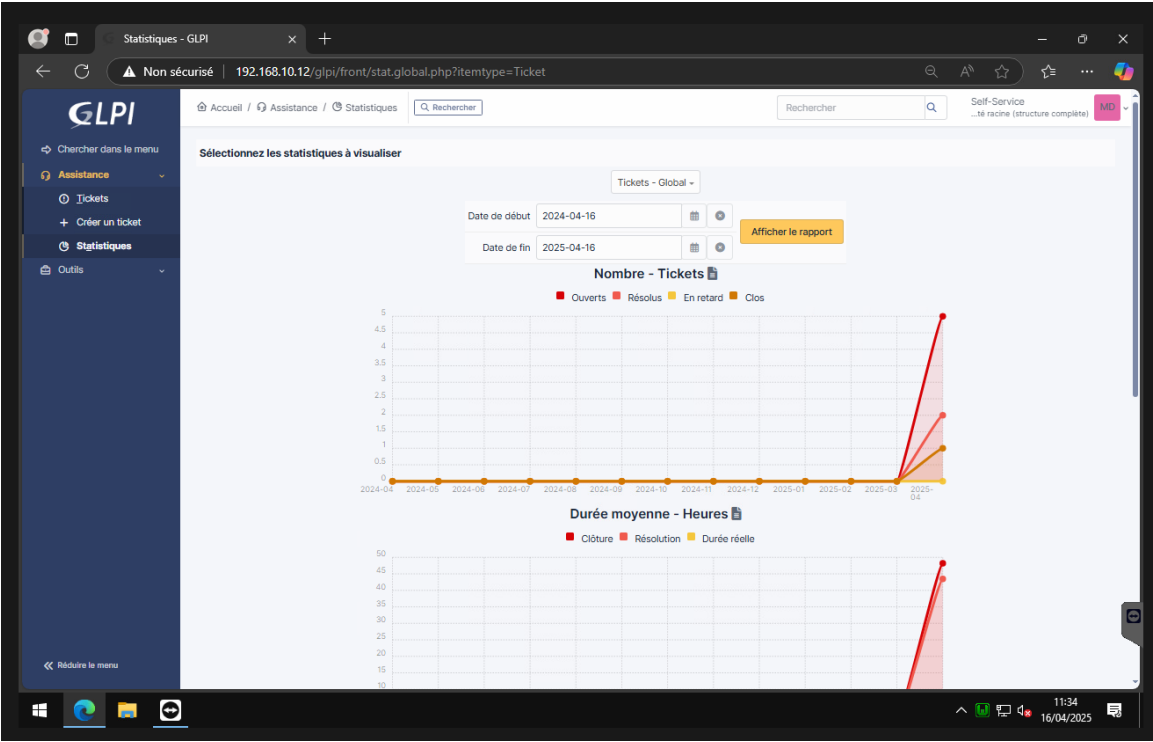 Statistiques - GLPI
Non sécurisé 192.168.10.12/glpi/front/stat.global.php?itemtype=Ticket
GLPI
Accueil / Assistance / Statistiques Rechercher
Rechercher
Self-Service
...té racine (structure complète)
MD
Chercher dans le menu
Assistance
Tickets
Créer un ticket
Statistiques
Outils
Réduire le menu
Sélectionnez les statistiques à visualiser
Tickets - Global
Date de début 2024-04-16
Date de fin 2025-04-16
Afficher le rapport
Nombre - Tickets
Ouverts Résolus En retard Clos
5
4.5
4
3.5
3
2.5
2
1.5
1
0.5
0
2024-04 2024-05 2024-06 2024-07 2024-08 2024-09 2024-10 2024-11 2024-12 2025-01 2025-02 2025-03 2025-04
Durée moyenne - Heures
Clôture Résolution Durée réelle
50
45
40
35
30
25
20
15
10
11:34
16/04/2025